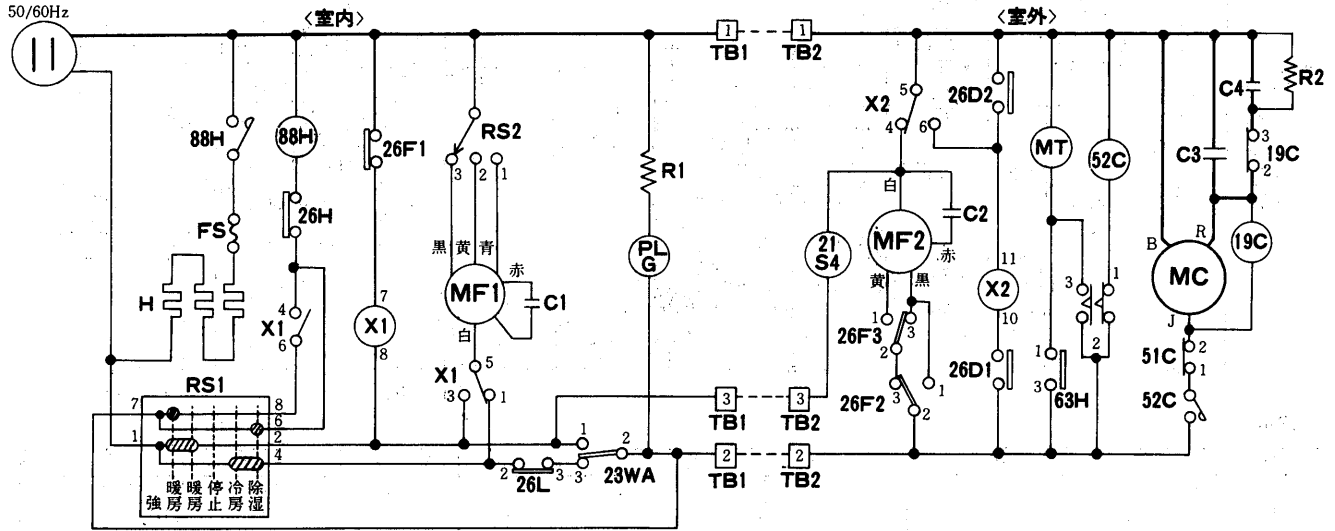 50/60Hz
〈室内〉
〈室外〉
1
TB1
1
TB2
88H
FS
H
88H
26H
4
X1
6
26F1
7
X1
8
RS2
3
2
1
黒
黄
青
赤
MF1
C1
白
5
X1
3
1
R1
PL
G
5
X2
4
6
白
C2
MF2
赤
21
S4
黄
黒
1
3
26F3
2
1
3
26F2
2
26D2
11
X2
10
26D1
MT
52C
3
1
2
1
3
63H
C4
R2
3
19C
2
C3
B
R
19C
MC
J
2
51C
1
52C
RS1
7
8
6
1
2
4
強
暖房
暖房
停止
冷房
除湿
2
26L
3
1
2
3
23WA
3
TB1
3
TB2
2
TB1
2
TB2